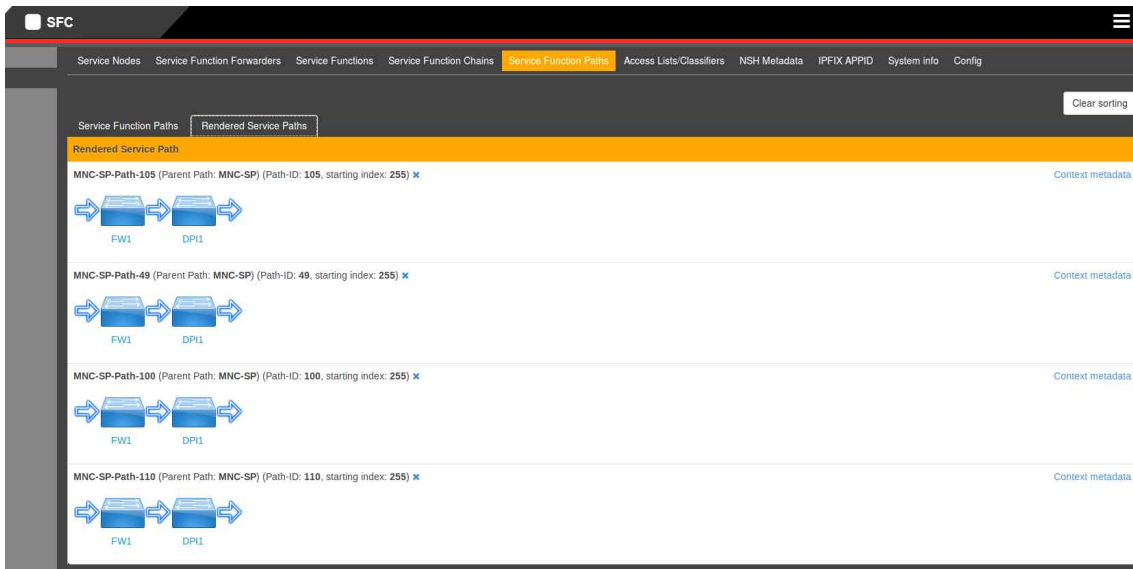 SFC
Service Nodes Service Function Forwarders Service Functions Service Function Chains Service Function Paths Access Lists/Classifiers NSH Metadata IPFIX APPID System info Config
Clear sorting
Service Function Paths Rendered Service Paths
Rendered Service Path
MNC-SP-Path-105 (Parent Path: MNC-SP) (Path-ID: 105, starting index: 255) Context metadata
FW1 DPI1
MNC-SP-Path-49 (Parent Path: MNC-SP) (Path-ID: 49, starting index: 255) Context metadata
FW1 DPI1
MNC-SP-Path-100 (Parent Path: MNC-SP) (Path-ID: 100, starting index: 255) Context metadata
FW1 DPI1
MNC-SP-Path-110 (Parent Path: MNC-SP) (Path-ID: 110, starting index: 255) Context metadata
FW1 DPI1